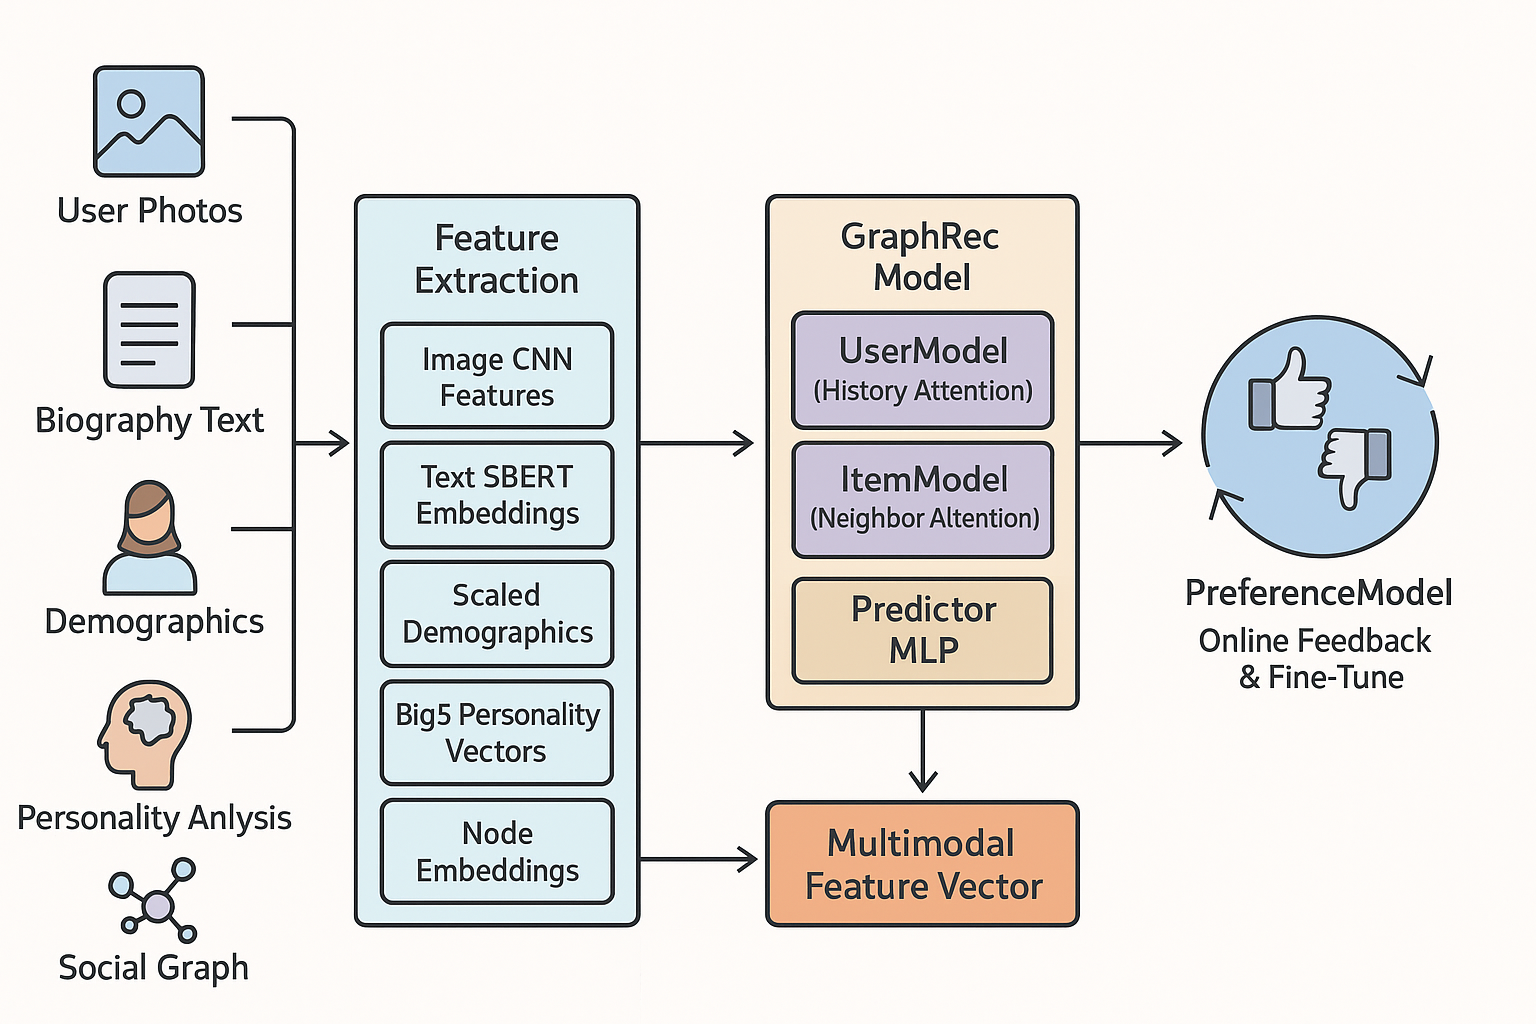 User Photos
Biography Text
Demographics
Personality Anlysis
Social Graph
Feature
Extraction
Image CNN
Features
Text SBERT
Embeddings
Scaled
Demographics
Big5 Personality
Vectors
Node
Embeddings
GraphRec
Model
UserModel
(History Attention)
ItemModel
(Neighbor Altention)
Predictor
MLP
Multimodal
Feature Vector
PreferenceModel
Online Feedback
& Fine-Tune